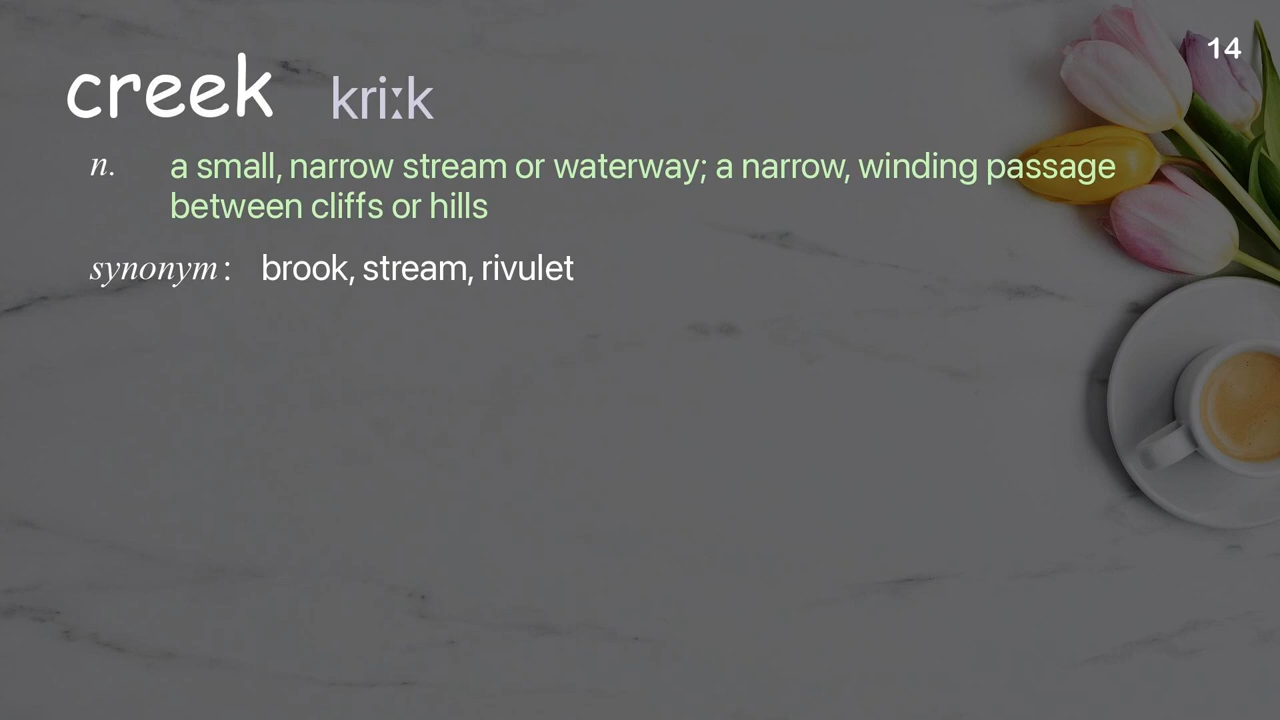 14
creek kriːk
n. a small, narrow stream or waterway; a narrow, winding passage
between cliffs or hills
synonym: brook, stream, rivulet